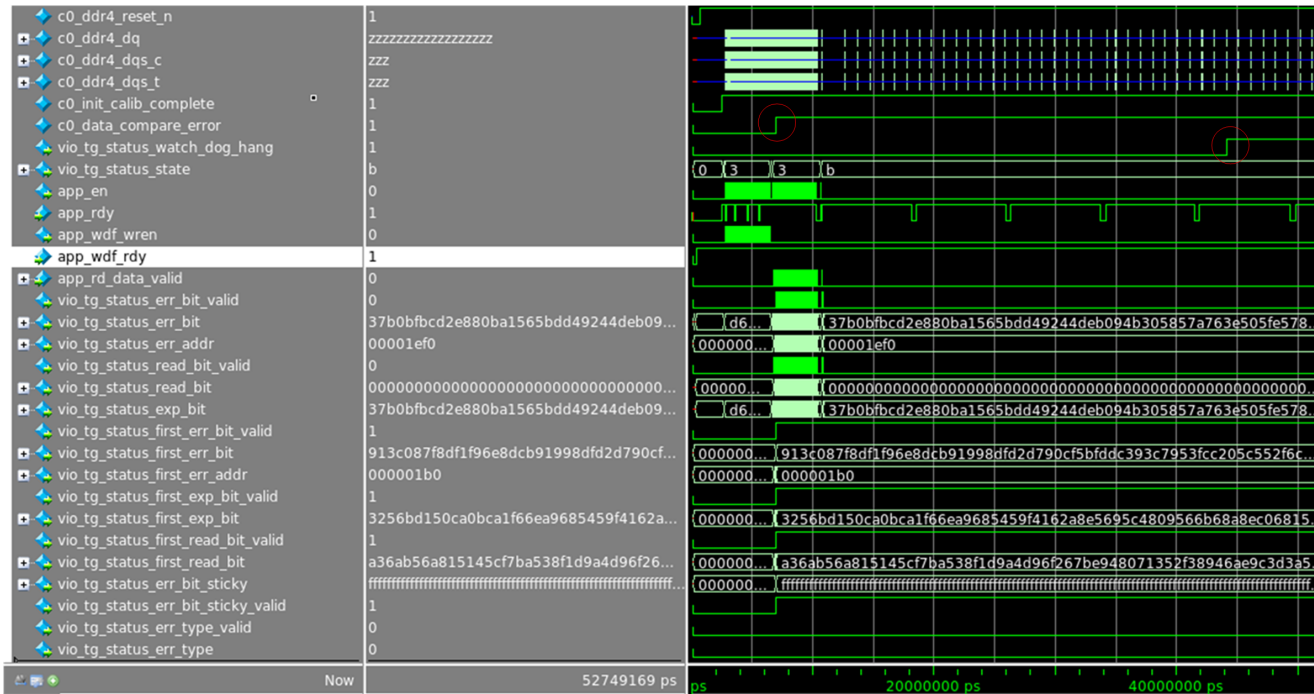 c0_ddr4_reset_n 1
c0_ddr4_dq zzzzzzzzzzzzzzzzzz
c0_ddr4_dqs_c zzz
c0_ddr4_dqs_t zzz
c0_init_calib_complete 1
c0_data_compare_error 1
vio_tg_status_watch_dog_hang 1
vio_tg_status_state b 0 3 3 b
app_en 0
app_rdy 1
app_wdf_wren 0
app_wdf_rdy 1
app_rd_data_valid 0
vio_tg_status_err_bit_valid 0
vio_tg_status_err_bit 37b0bfbcd2e880ba1565bdd49244deb09... d6... 37b0bfbcd2e880ba1565bdd49244deb094b305857a763e505fe578...
vio_tg_status_err_addr 00001ef0 000000... 00001ef0
vio_tg_status_read_bit_valid 0
vio_tg_status_read_bit 000000000000000000000000000000000... 00000... 000000000000000000000000000000000000000000000000000000...
vio_tg_status_exp_bit 37b0bfbcd2e880ba1565bdd49244deb09... d6... 37b0bfbcd2e880ba1565bdd49244deb094b305857a763e505fe578...
vio_tg_status_first_err_bit_valid 1
vio_tg_status_first_err_bit 913c087f8df1f96e8dcb91998dfd2d790cf... 000000... 913c087f8df1f96e8dcb91998dfd2d790cf5bfddc393c7953fcc205c552f6c...
vio_tg_status_first_err_addr 000001b0 000000... 000001b0
vio_tg_status_first_exp_bit_valid 1
vio_tg_status_first_exp_bit 3256bd150ca0bca1f66ea9685459f4162a... 000000... 3256bd150ca0bca1f66ea9685459f4162a8e5695c4809566b68a8ec06815...
vio_tg_status_first_read_bit_valid 1
vio_tg_status_first_read_bit a36ab56a815145cf7ba538f1d9a4d96f26... 000000... a36ab56a815145cf7ba538f1d9a4d96f267be948071352f38946ae9c3d3a5...
vio_tg_status_err_bit_sticky 000000...
vio_tg_status_err_bit_sticky_valid 1
vio_tg_status_err_type_valid 0
vio_tg_status_err_type 0
Now 52749169 ps ps 20000000 ps 40000000 ps